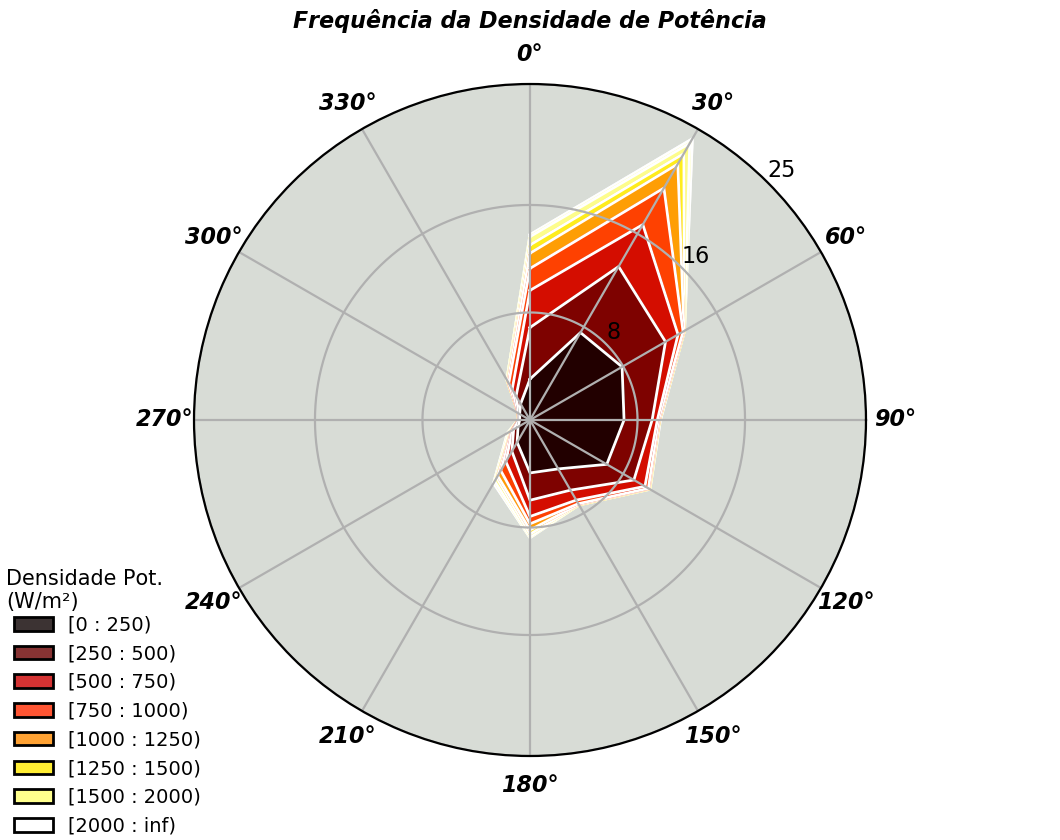 Frequência da Densidade de Potência
0°
330°
30°
25
300°
60°
16
8
270°
90°
240°
120°
210°
150°
180°
Densidade Pot.
(W/m²)
[0 : 250)
[250 : 500)
[500 : 750)
[750 : 1000)
[1000 : 1250)
[1250 : 1500)
[1500 : 2000)
[2000 : inf)